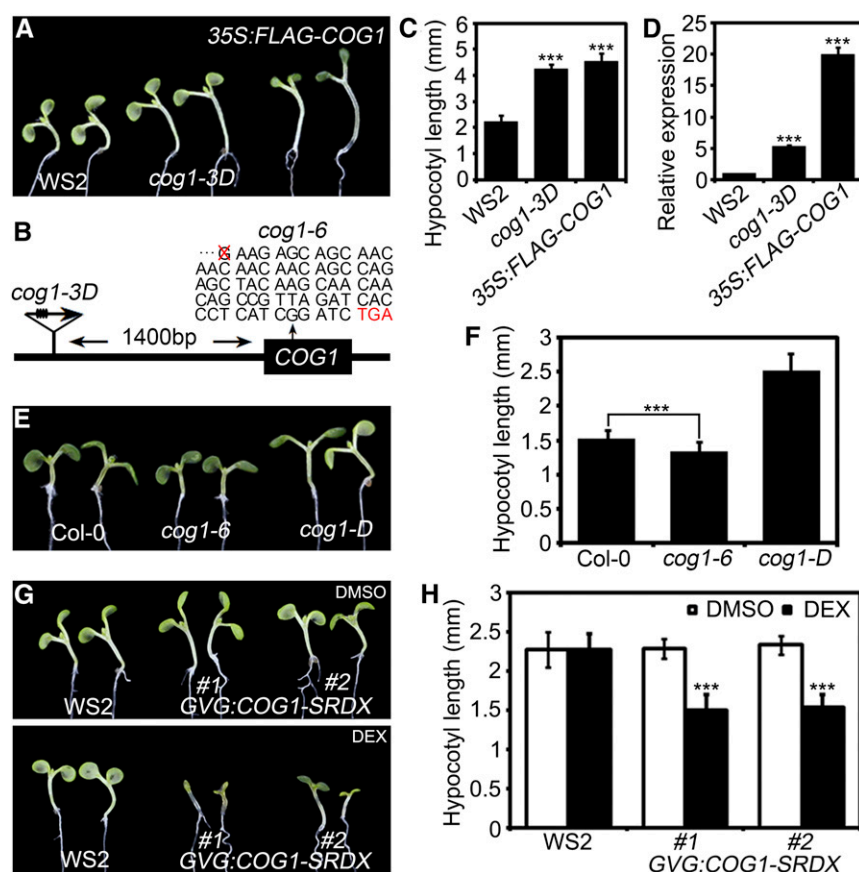 A
35S:FLAG-COG1
WS2
cog1-3D
C
Hypocotyl length (mm)
6
5
4
3
2
1
0
***
***
WS2
cog1-3D
35S:FLAG-COG1
D
Relative expression
25
20
15
10
5
0
***
***
WS2
cog1-3D
35S:FLAG-COG1
B
cog1-6
... G AAG AGC AGC AAC
AAC AAC AAC AGC CAG
AGC TAC AAG CAA CAA
CAG CCG TTA GAT CAC
CCT CAT CGG ATC TGA
cog1-3D
1400bp
COG1
E
Col-0
cog1-6
cog1-D
F
Hypocotyl length (mm)
3
2.5
2
1.5
1
0.5
0
***
Col-0
cog1-6
cog1-D
G
DMSO
WS2
#1
#2
GVG:COG1-SRDX
DEX
WS2
#1
#2
GVG:COG1-SRDX
H
Hypocotyl length (mm)
3
2.5
2
1.5
1
0.5
0
DMSO
DEX
***
***
WS2
#1
#2
GVG:COG1-SRDX